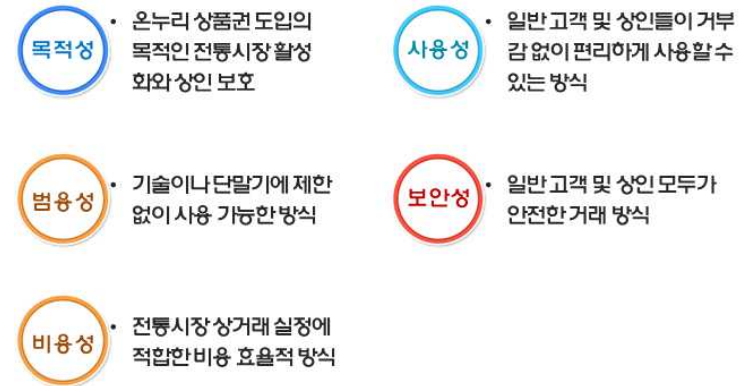 목적성
• 온누리 상품권 도입의
목적인 전통시장 활성
화와 상인 보호
사용성
• 일반 고객 및 상인들이 거부
감 없이 편리하게 사용할 수
있는 방식
범용성
• 기술이나 단말기에 제한
없이 사용 가능한 방식
보안성
• 일반 고객 및 상인 모두가
안전한 거래 방식
비용성
• 전통시장 상거래 실정에
적합한 비용 효율적 방식